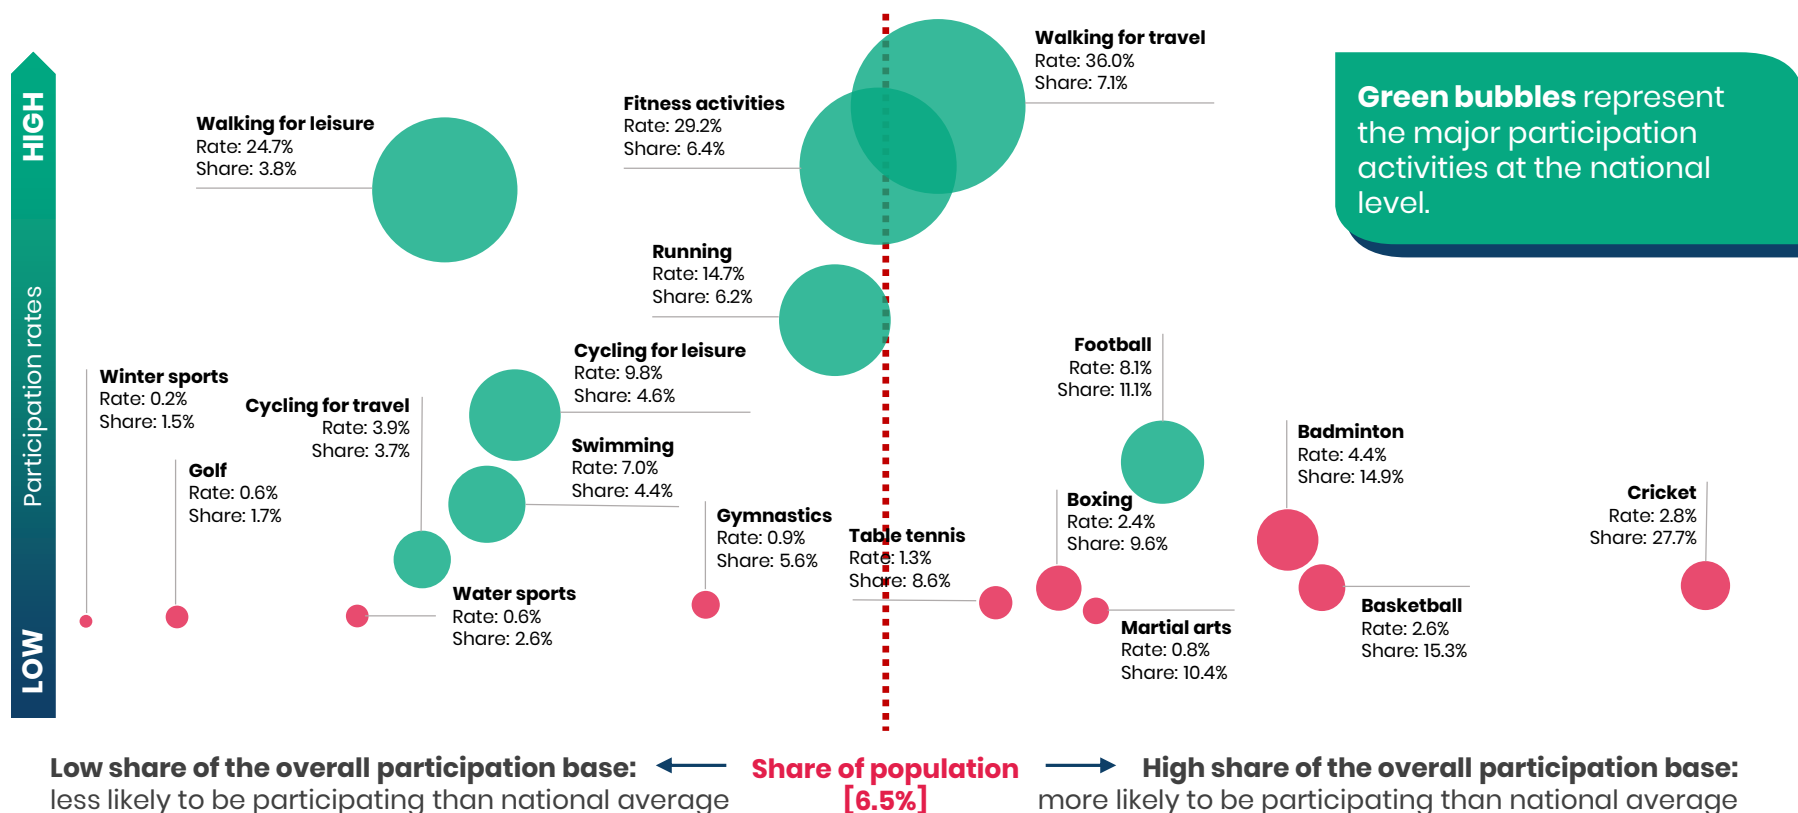 HIGH
Participation rates
LOW
Walking for travel
Rate: 36.0%
Share: 7.1%
Green bubbles represent
the major participation
activities at the national
level.
Fitness activities
Rate: 29.2%
Share: 6.4%
Walking for leisure
Rate: 24.7%
Share: 3.8%
Running
Rate: 14.7%
Share: 6.2%
Cycling for leisure
Rate: 9.8%
Share: 4.6%
Football
Rate: 8.1%
Share: 11.1%
Winter sports
Rate: 0.2%
Share: 1.5%
Cycling for travel
Rate: 3.9%
Share: 3.7%
Swimming
Rate: 7.0%
Share: 4.4%
Badminton
Rate: 4.4%
Share: 14.9%
Golf
Rate: 0.6%
Share: 1.7%
Gymnastics
Rate: 0.9%
Share: 5.6%
Table tennis
Rate: 1.3%
Share: 8.6%
Boxing
Rate: 2.4%
Share: 9.6%
Cricket
Rate: 2.8%
Share: 27.7%
Water sports
Rate: 0.6%
Share: 2.6%
Martial arts
Rate: 0.8%
Share: 10.4%
Basketball
Rate: 2.6%
Share: 15.3%
Low share of the overall participation base:
less likely to be participating than national average
Share of population
[6.5%]
High share of the overall participation base:
more likely to be participating than national average